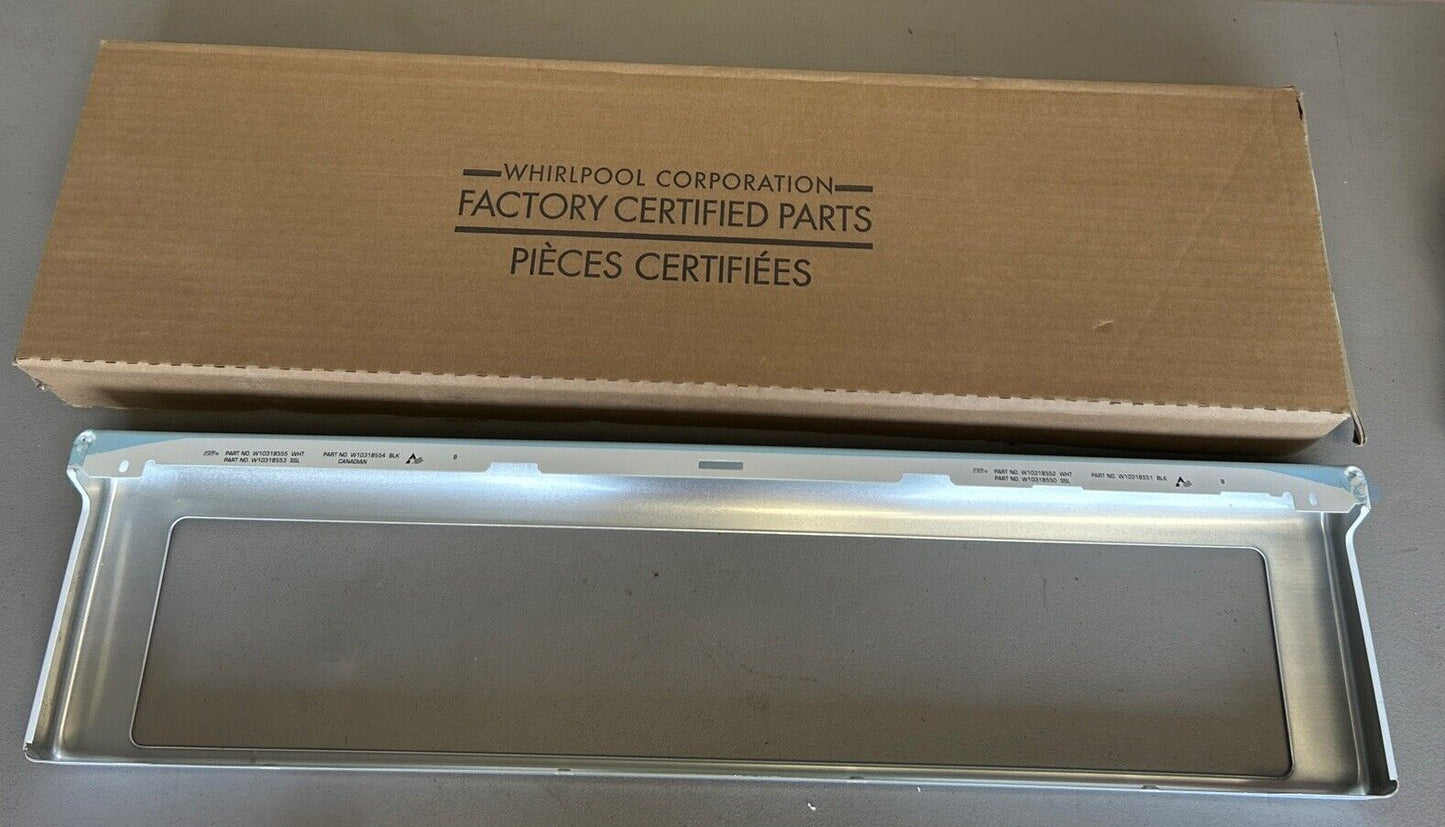 WHIRLPOOL CORPORATION
FACTORY CERTIFIED PARTS
PIÈCES CERTIFIÉES
PART NO. W10318555 WHT
PART NO. W10318553 SSL
PART NO. W10318554 BLK
CANADIAN
B
PART NO. W10318552 WHT
PART NO. W10318550 SSL
PART NO. W10318551 BLK
B